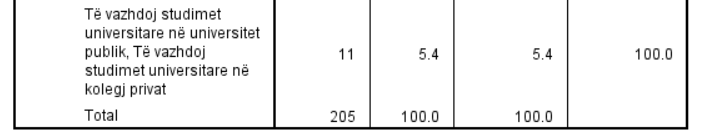 Të vazhdoj studimet
universitare në universitet
publik, Të vazhdoj
studimet universitare në
kolegj privat
11 5.4 5.4 100.0
Total 205 100.0 100.0